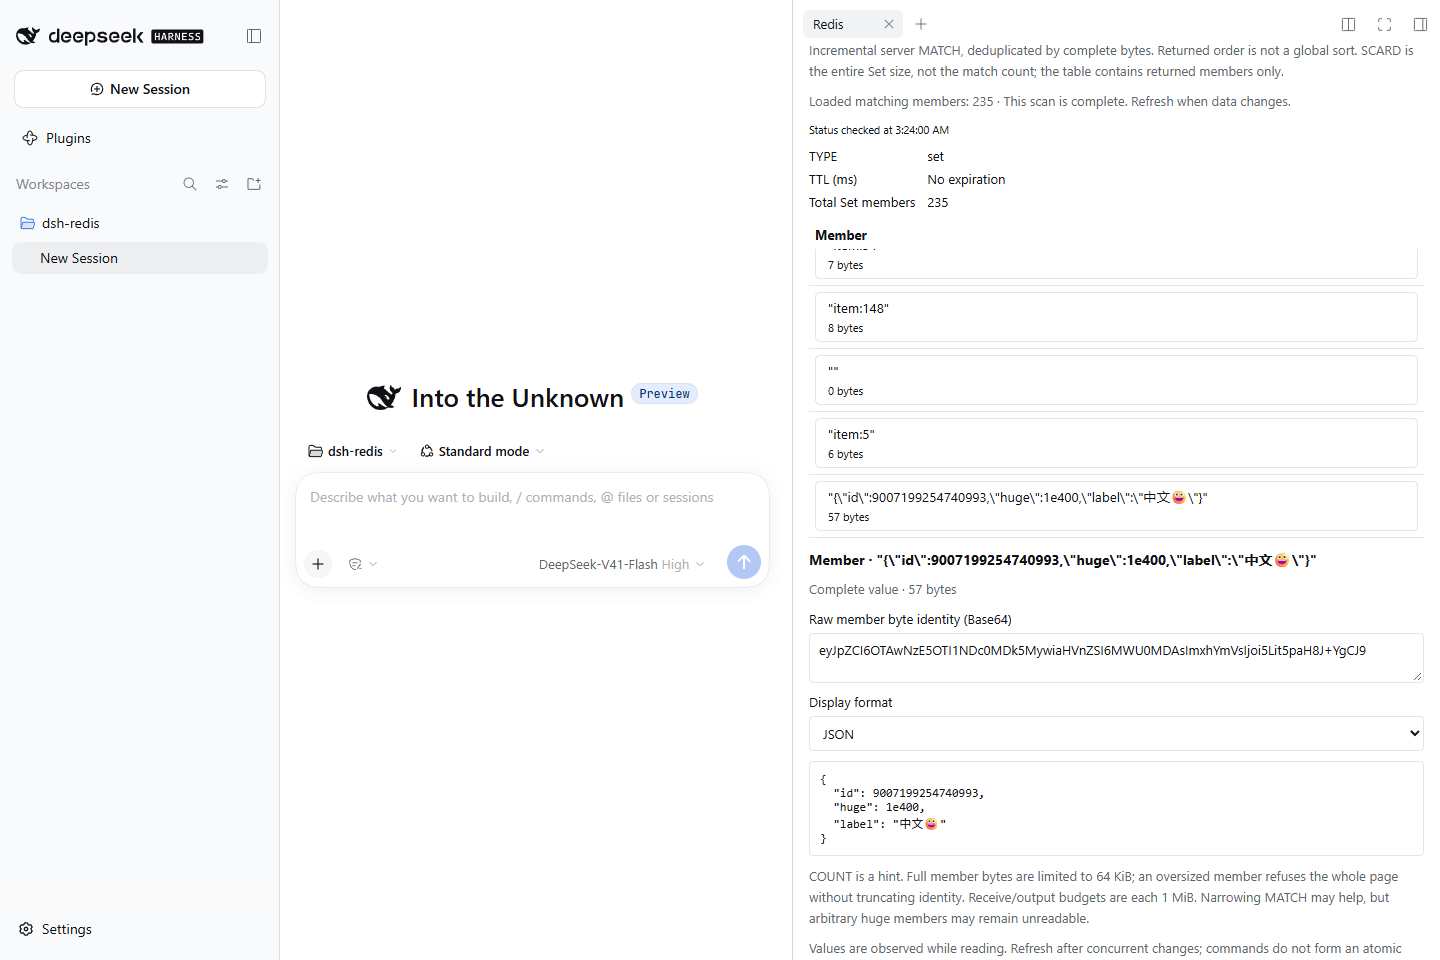 deepseek HARNESS
New Session
Plugins
Workspaces
dsh-redis
New Session
Settings
Into the Unknown Preview
dsh-redis Standard mode
Describe what you want to build, / commands, @ files or sessions
DeepSeek-V41-Flash High
Redis
Incremental server MATCH, deduplicated by complete bytes. Returned order is not a global sort. SCARD is
the entire Set size, not the match count; the table contains returned members only.
Loaded matching members: 235 · This scan is complete. Refresh when data changes.
Status checked at 3:24:00 AM
TYPE set
TTL (ms) No expiration
Total Set members 235
Member
7 bytes
"item:148"
8 bytes
""
0 bytes
"item:5"
6 bytes
"{\"id\":9007199254740993,\"huge\":1e400,\"label\":\"中文😀\"}"
57 bytes
Member · "{\"id\":9007199254740993,\"huge\":1e400,\"label\":\"中文😀\"}"
Complete value · 57 bytes
Raw member byte identity (Base64)
eyJpZCI6OTAwNzE5OTI1NDc0MDk5MywiaHVnZSI6MWU0MDAsImxhYmVsIjoi5Lit5paH8J+YgCJ9
Display format
JSON
{
"id": 9007199254740993,
"huge": 1e400,
"label": "中文😀"
}
COUNT is a hint. Full member bytes are limited to 64 KiB; an oversized member refuses the whole page
without truncating identity. Receive/output budgets are each 1 MiB. Narrowing MATCH may help, but
arbitrary huge members may remain unreadable.
Values are observed while reading. Refresh after concurrent changes; commands do not form an atomic